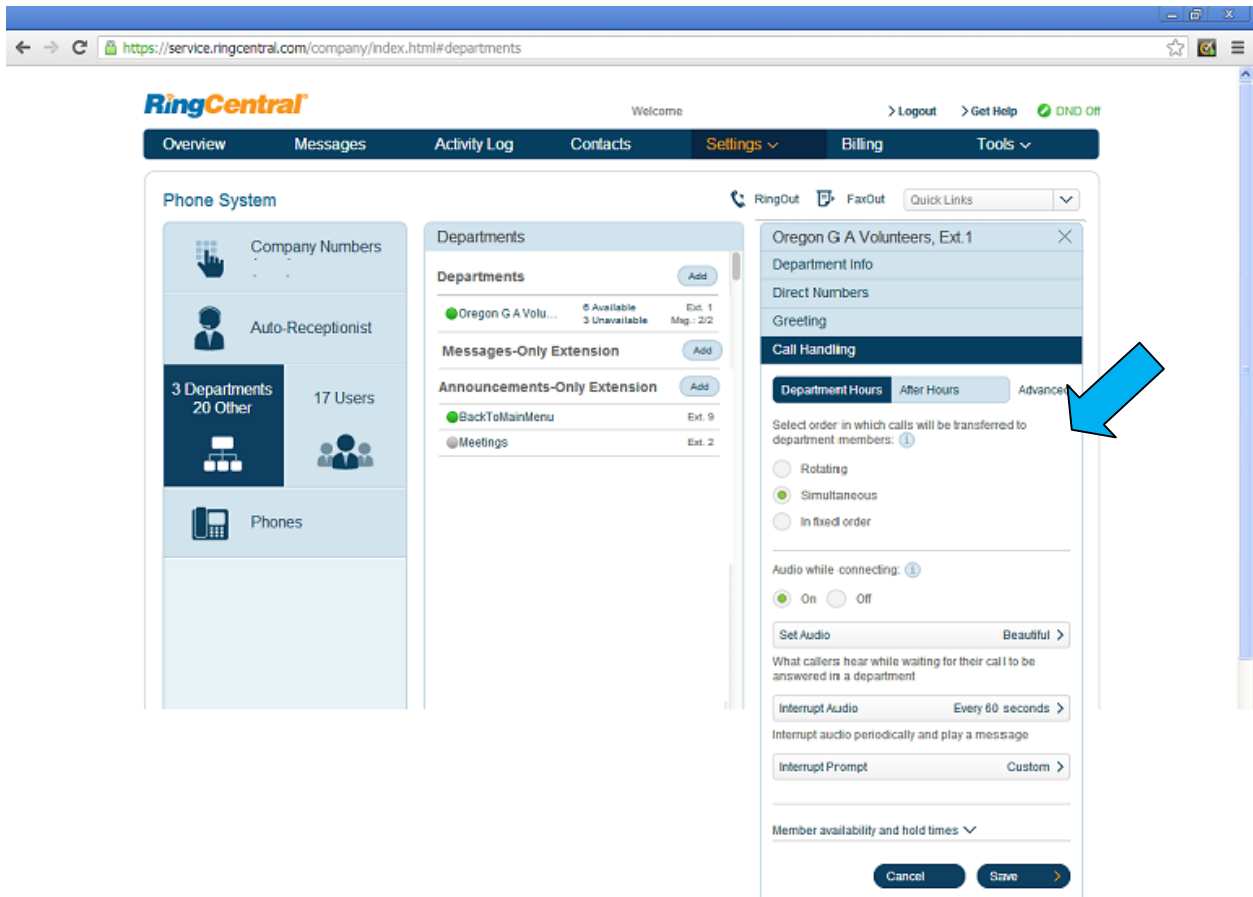 https://service.ringcentral.com/company/index.html#departments
RingCentral®
Welcome
> Logout > Get Help DND Off
Overview Messages Activity Log Contacts Settings Billing Tools
Phone System
RingOut FaxOut Quick Links
Company Numbers
Auto-Receptionist
3 Departments
20 Other
17 Users
Phones
Departments
Departments Add
Oregon G A Volu... 6 Available Ext. 1
3 Unavailable Msg.: 2/2
Messages-Only Extension Add
Announcements-Only Extension Add
BackToMainMenu Ext. 9
Meetings Ext. 2
Oregon G A Volunteers, Ext.1
Department Info
Direct Numbers
Greeting
Call Handling
Department Hours After Hours Advanced
Select order in which calls will be transferred to
department members:
Rotating
Simultaneous
In fixed order
Audio while connecting:
On Off
Set Audio Beautiful >
What callers hear while waiting for their call to be
answered in a department
Interrupt Audio Every 60 seconds >
Interrupt audio periodically and play a message
Interrupt Prompt Custom >
Member availability and hold times
Cancel Save >